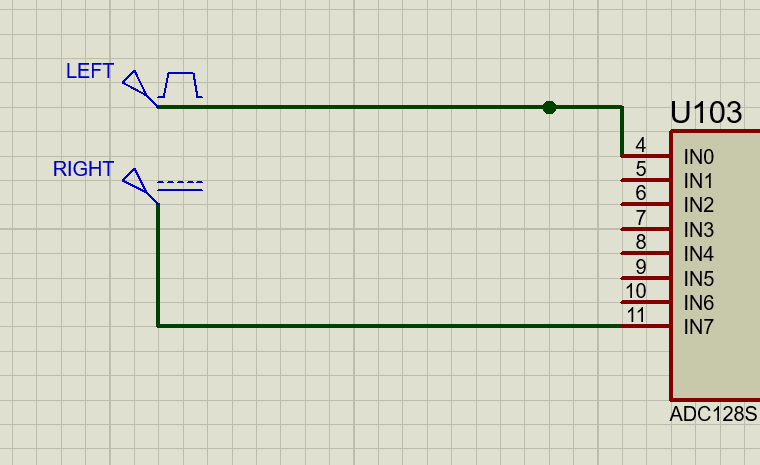 LEFT
RIGHT
U103
4 IN0
5 IN1
6 IN2
7 IN3
8 IN4
9 IN5
10 IN6
11 IN7
ADC128S